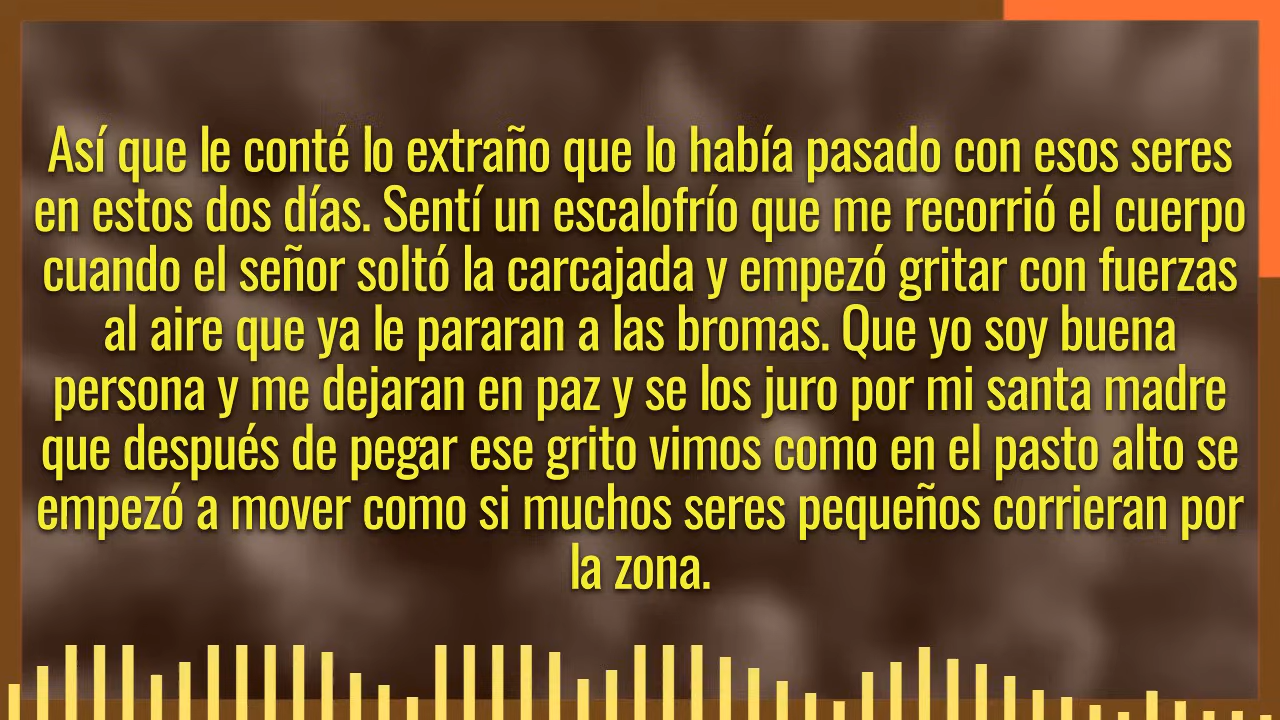 Así que le conté lo extraño que lo había pasado con esos seres
en estos dos días. Sentí un escalofrío que me recorrió el cuerpo
cuando el señor soltó la carcajada y empezó gritar con fuerzas
al aire que ya le pararan a las bromas. Que yo soy buena
persona y me dejaran en paz y se los juro por mi santa madre
que después de pegar ese grito vimos como en el pasto alto se
empezó a mover como si muchos seres pequeños corrieran por
la zona.